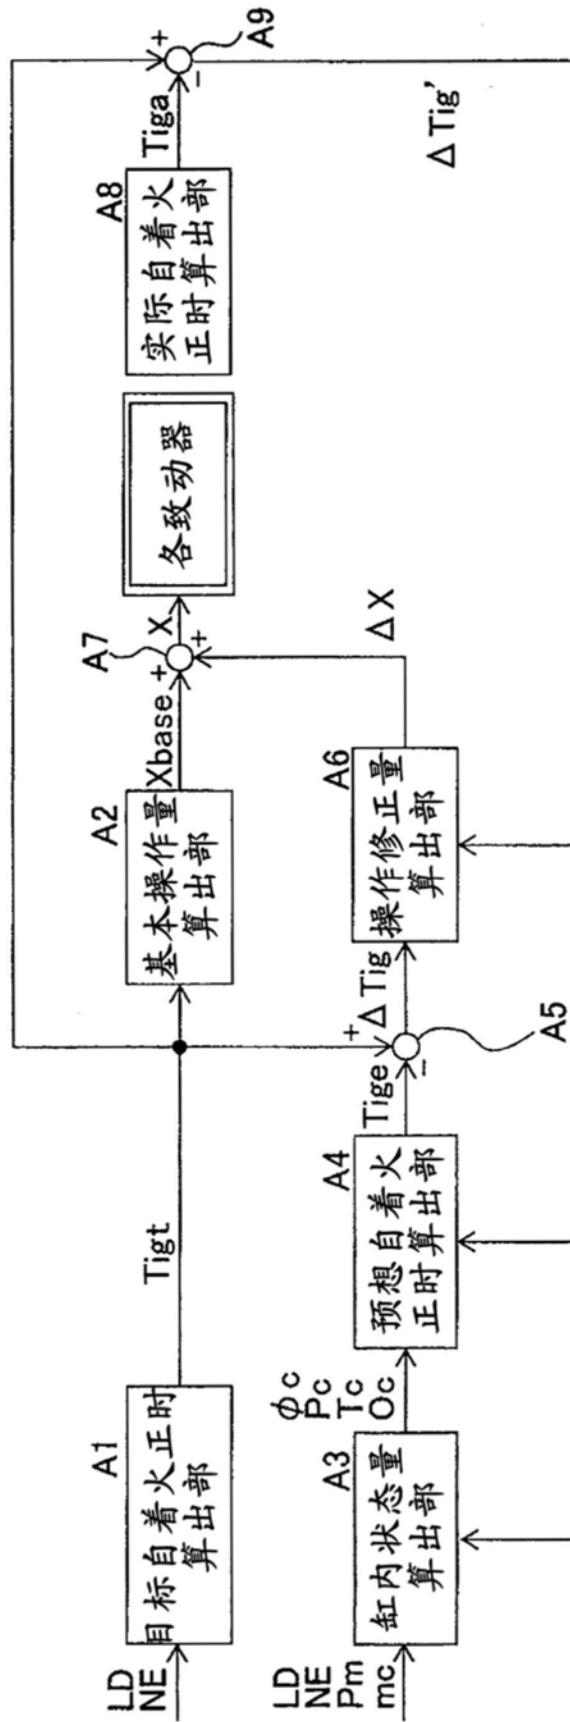 LD
NE
A1
目标自着火正时
算出部
Tigt
A2
基本操作量
算出部
Xbase
+
A7
+
X
各致动器
A8
实际自着火
正时算出部
Tiga
+
−
A9
LD
NE
Pm
mc
A3
缸内状态量
算出部
ϕc
Pc
Tc
Oc
A4
预想自着火
正时算出部
Tige
+
−
A5
ΔTig
A6
操作修正量
算出部
ΔX
ΔTig'